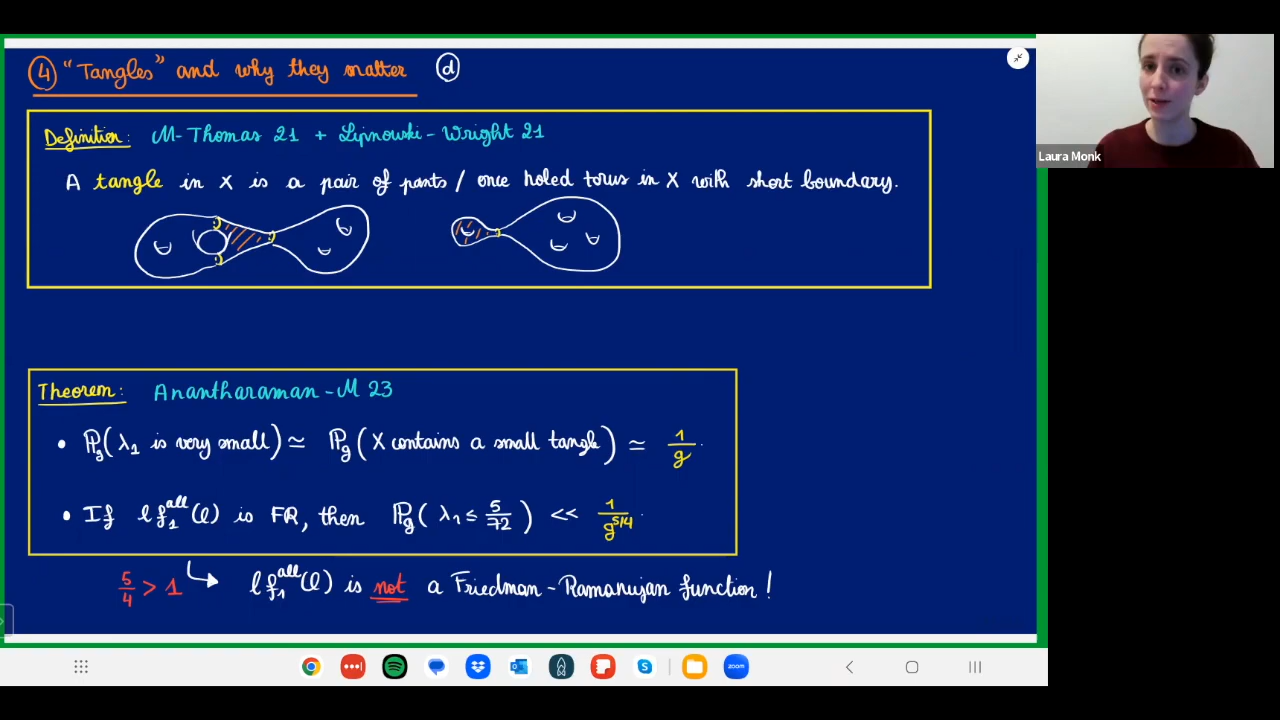 ④ "Tangles" and why they matter ⓓ
Laura Monk
Definition: M-Thomas 21 + Lipnowski-Wright 21
A tangle in X is a pair of pants / once holed torus in X with short boundary.
Theorem: Anantharaman-M 23
• ℙg(λ₁ is very small) ≃ ℙg(X contains a small tangle) ≃ 1/g.
• If ℓf₁ᵃˡˡ(ℓ) is FR, then ℙg(λ₁ ≤ 5/72) << 1/g^5/4.
5/4 > 1 ↳ ℓf₁ᵃˡˡ(ℓ) is not a Friedman-Ramanujan function!
zoom